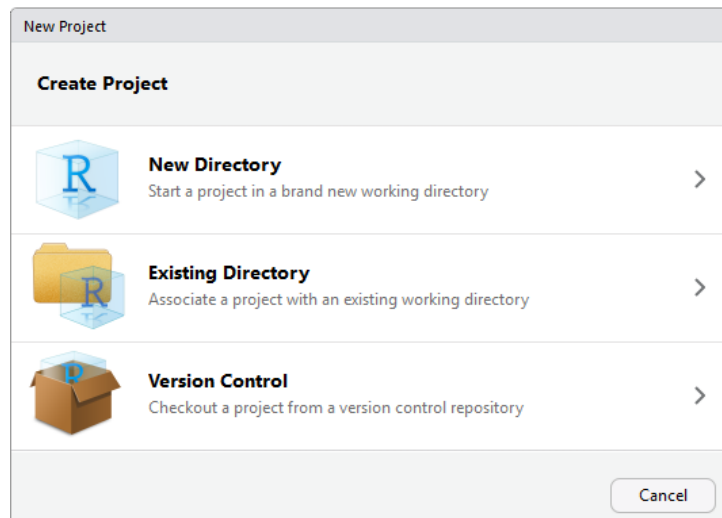 New Project
Create Project
R
New Directory
Start a project in a brand new working directory
R
Existing Directory
Associate a project with an existing working directory
R
Version Control
Checkout a project from a version control repository
Cancel